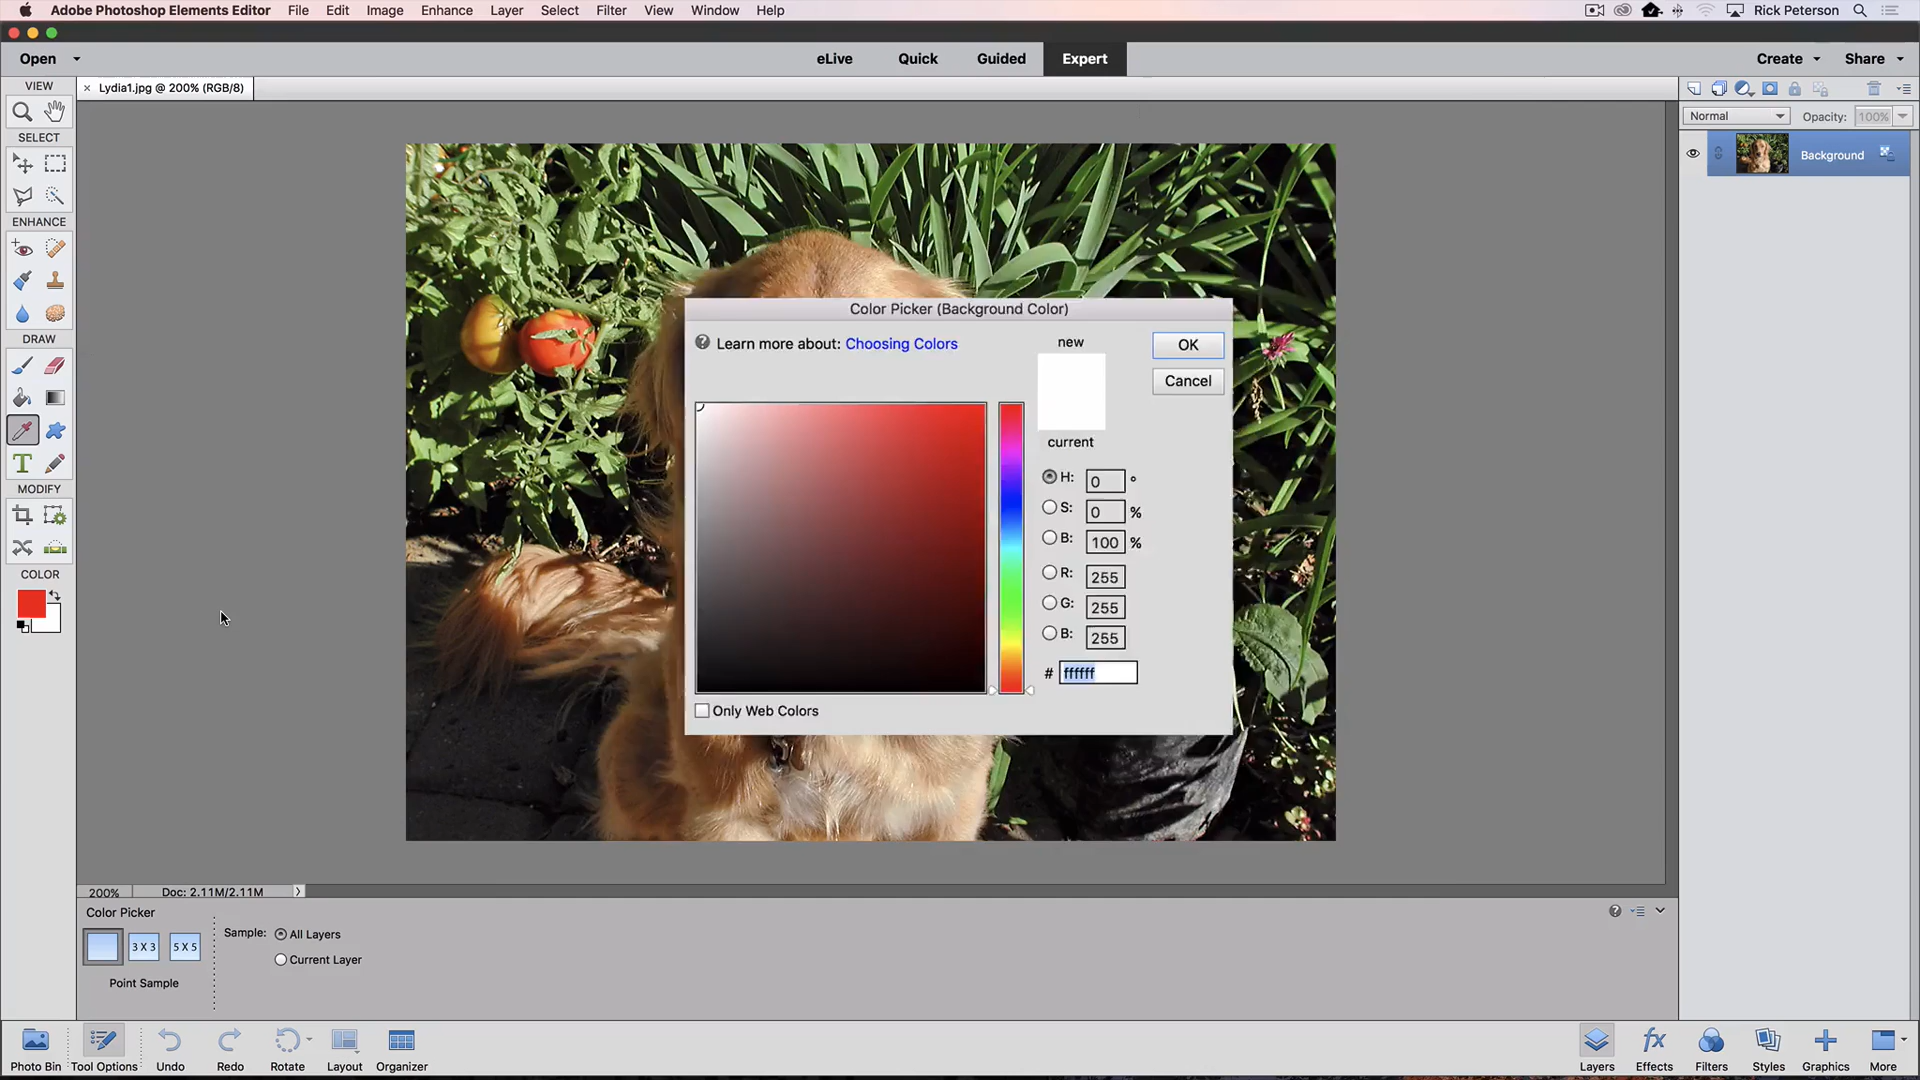 Adobe Photoshop Elements Editor File Edit Image Enhance Layer Select Filter View Window Help Rick Peterson
Open eLive Quick Guided Expert Create Share
VIEW
× Lydia1.jpg @ 200% (RGB/8)
Normal Opacity: 100%
SELECT
Background
ENHANCE
Color Picker (Background Color)
Learn more about: Choosing Colors
new
OK
Cancel
current
DRAW
H: 0 °
S: 0 %
B: 100 %
R: 255
G: 255
B: 255
# ffffff
Only Web Colors
T
MODIFY
COLOR
200% Doc: 2.11M/2.11M
Color Picker
3 X 3 5 X 5
Point Sample
Sample: All Layers
Current Layer
fx
Photo Bin Tool Options Undo Redo Rotate Layout Organizer Layers Effects Filters Styles Graphics More